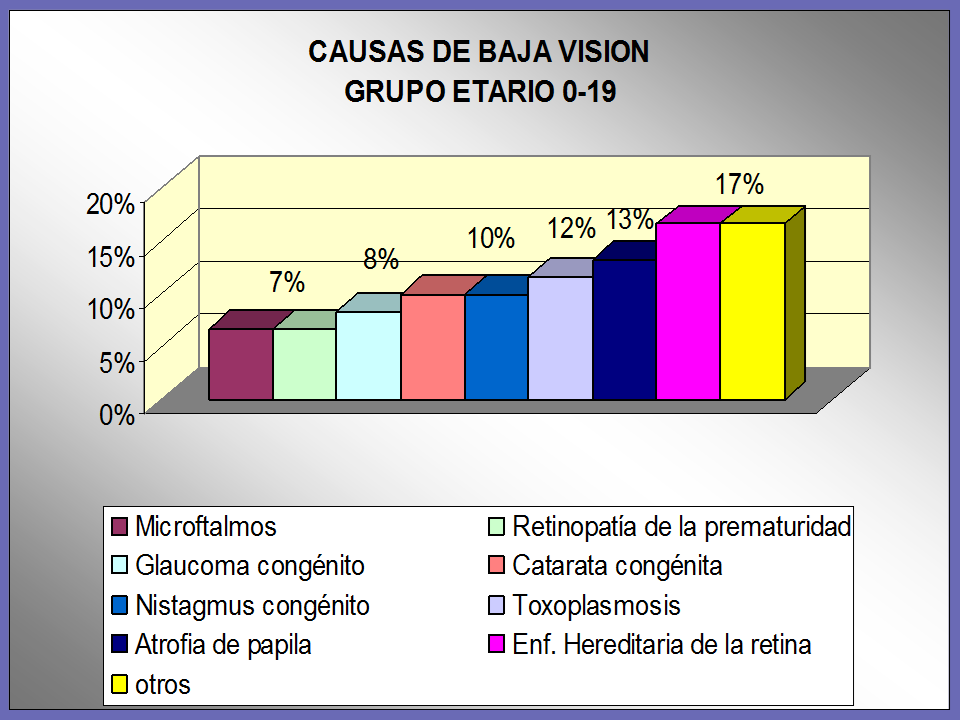 CAUSAS DE BAJA VISION
GRUPO ETARIO 0-19
20%
15%
10%
5%
0%
7%
8%
10%
12%
13%
17%
Microftalmos
Retinopatía de la prematuridad
Glaucoma congénito
Catarata congénita
Nistagmus congénito
Toxoplasmosis
Atrofia de papila
Enf. Hereditaria de la retina
otros